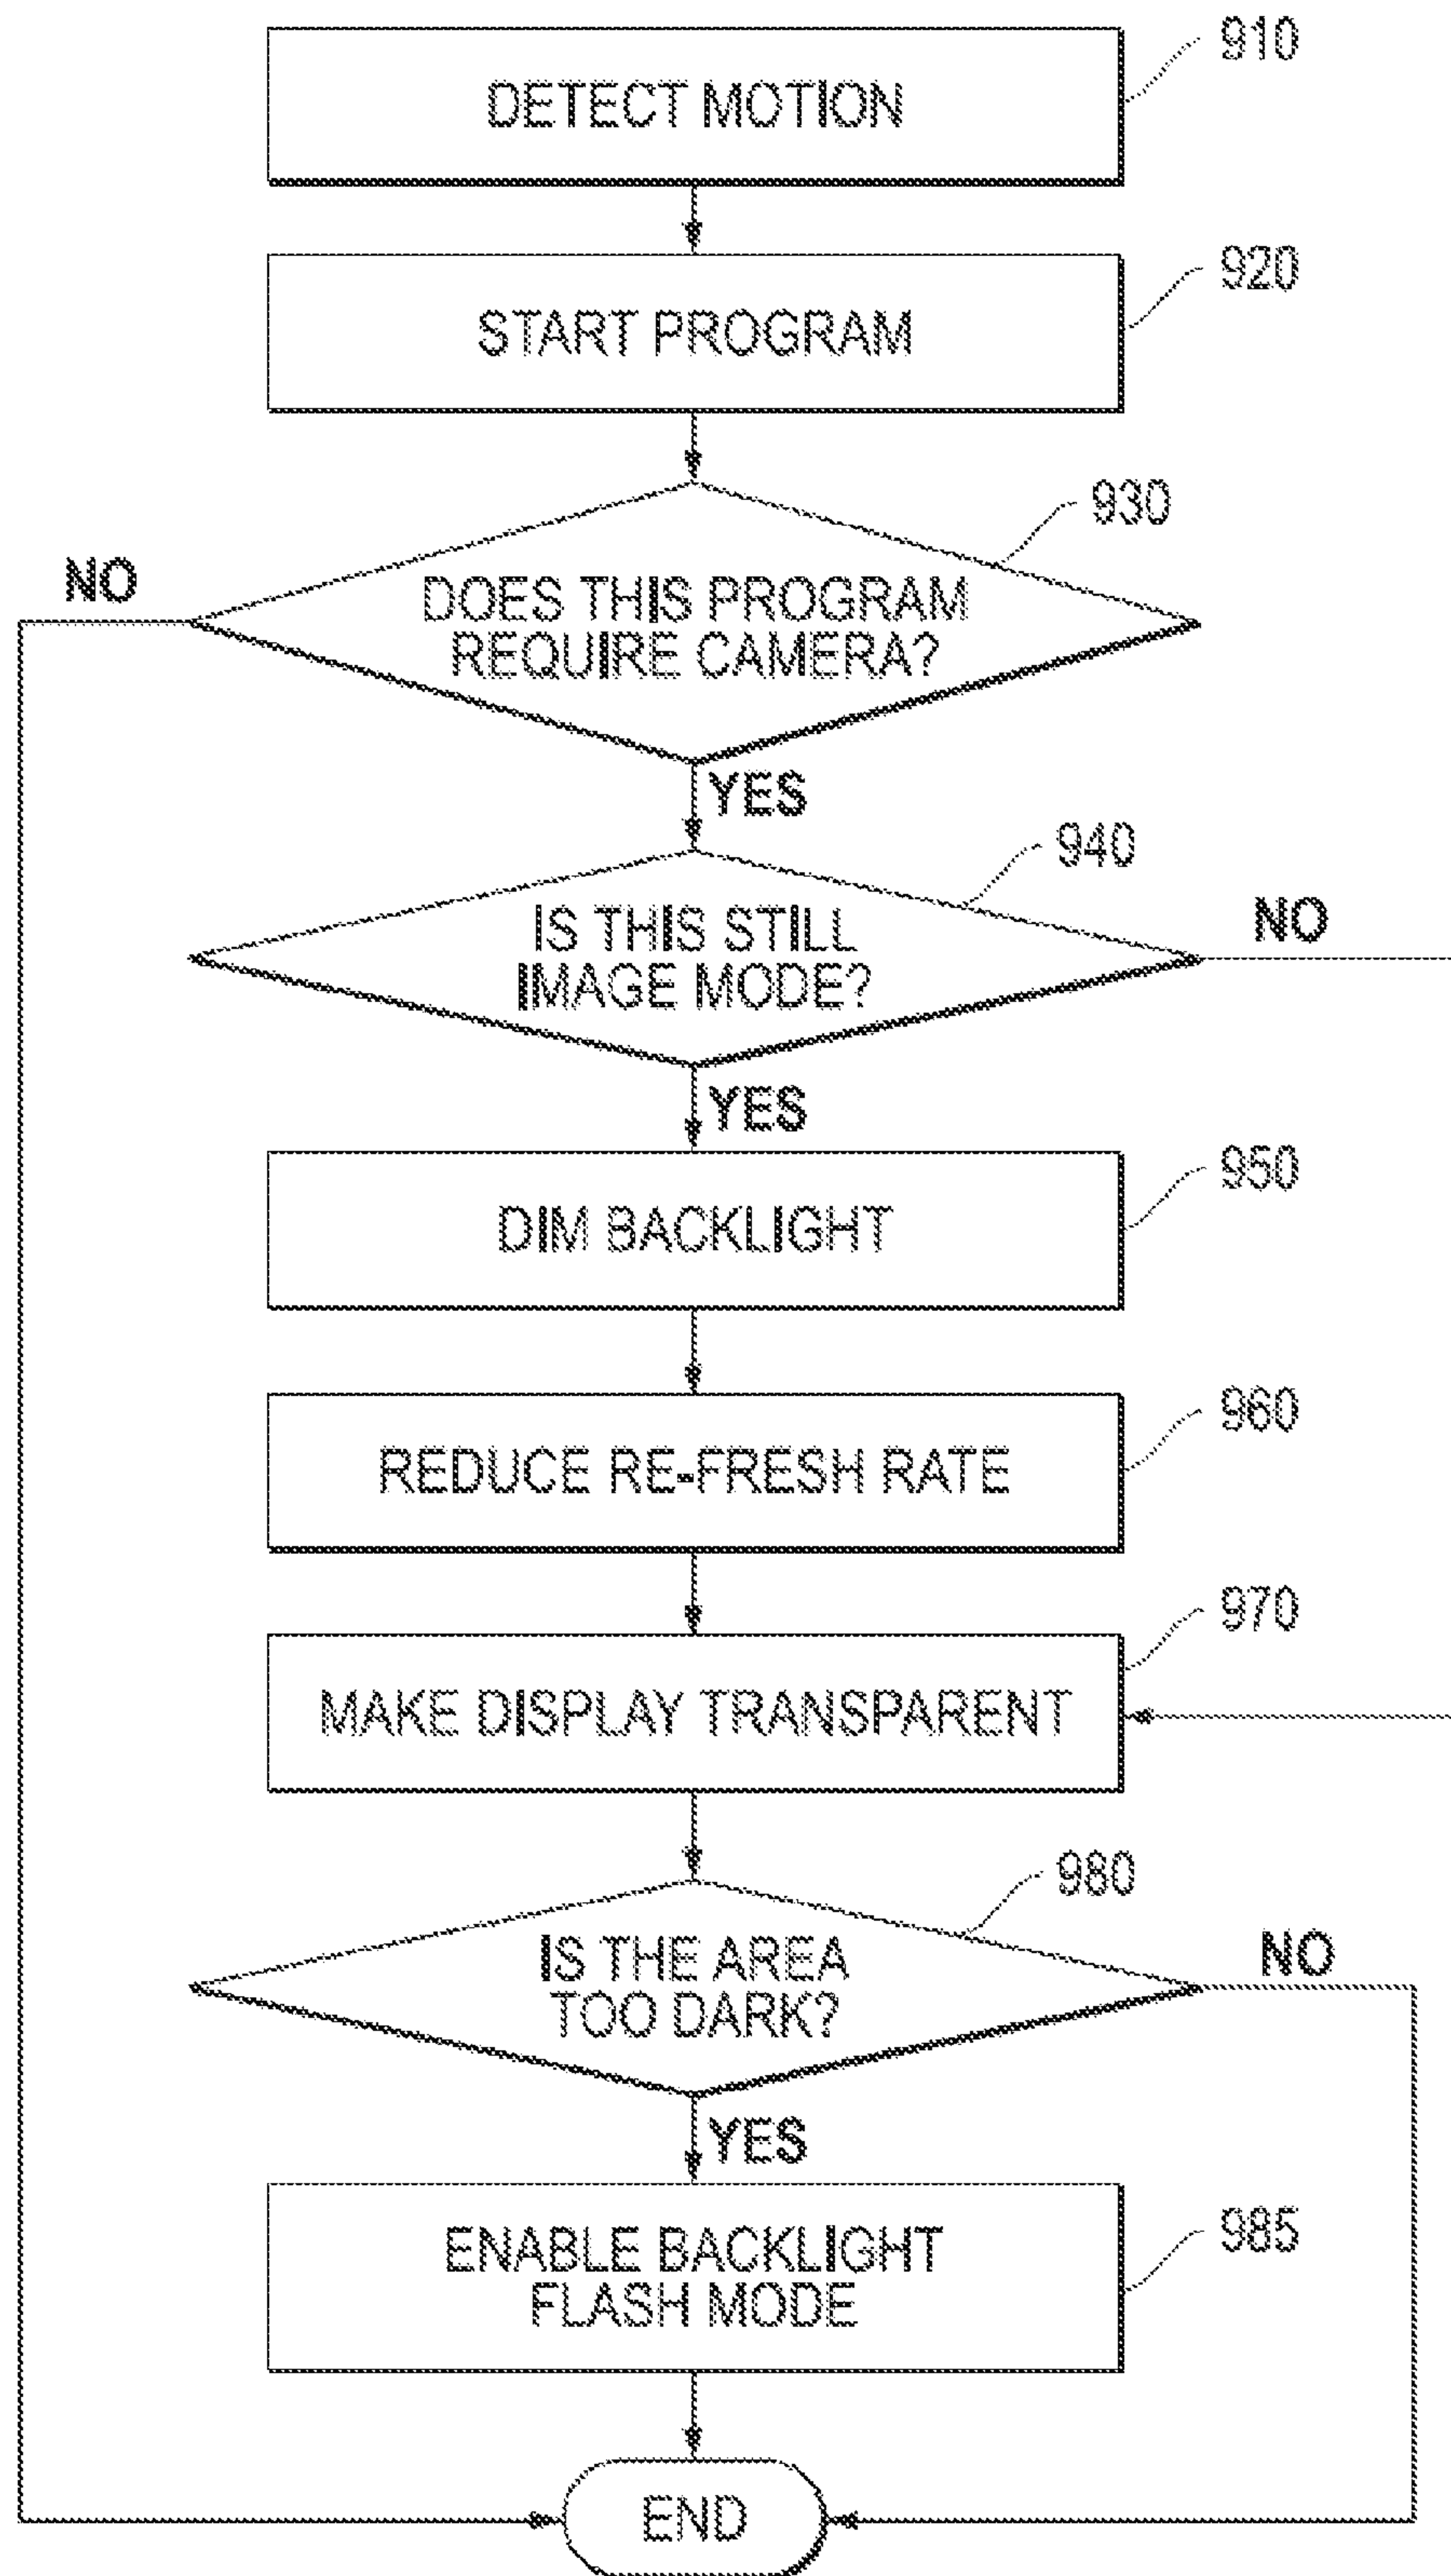 910
DETECT MOTION
920
START PROGRAM
930
NO
DOES THIS PROGRAM
REQUIRE CAMERA?
YES
940
NO
IS THIS STILL
IMAGE MODE?
YES
950
DIM BACKLIGHT
960
REDUCE RE-FRESH RATE
970
MAKE DISPLAY TRANSPARENT
980
NO
IS THE AREA
TOO DARK?
YES
985
ENABLE BACKLIGHT
FLASH MODE
END